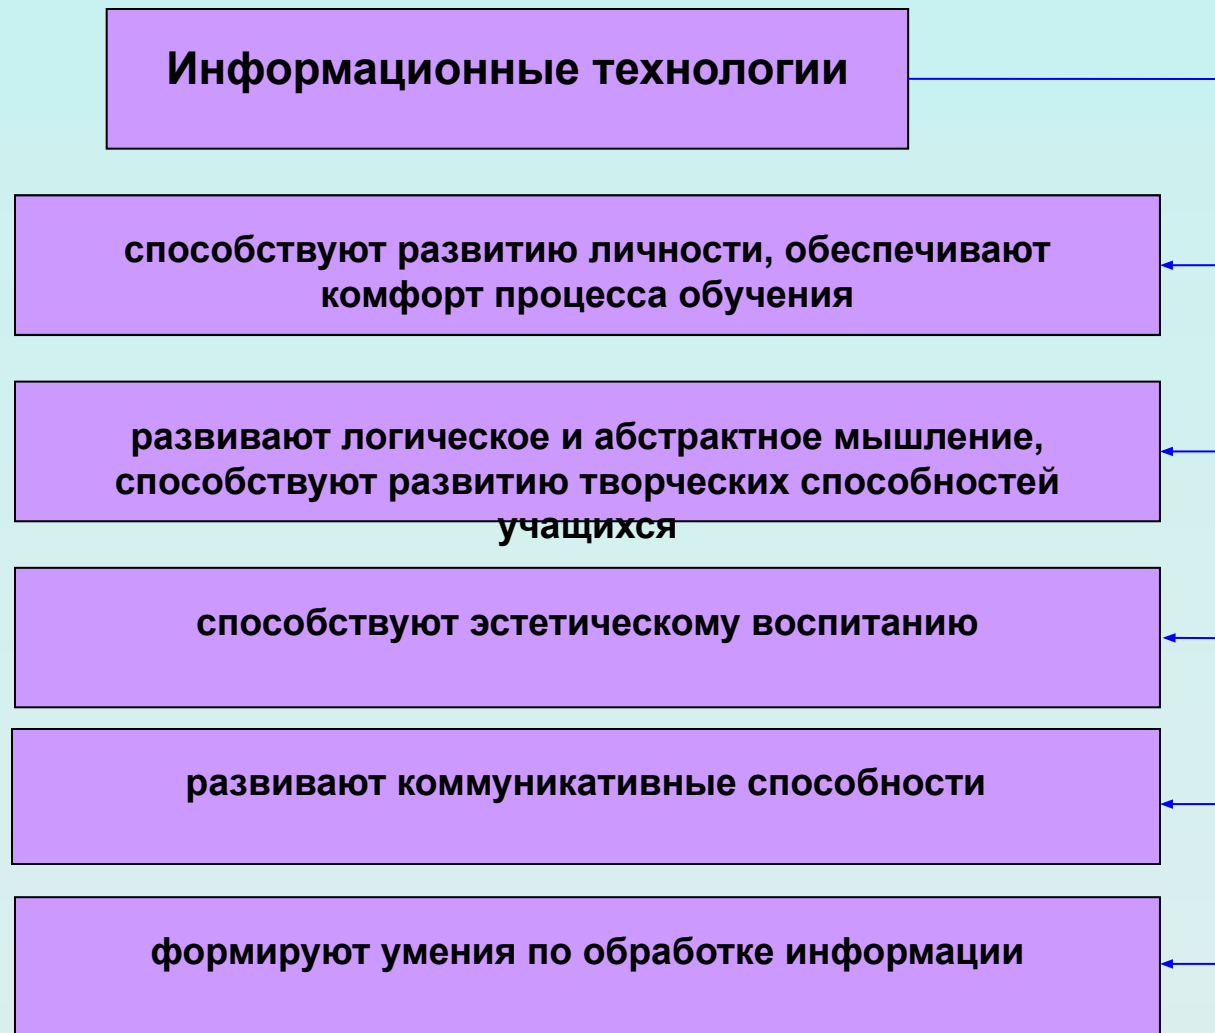 Информационные технологии
способствуют развитию личности, обеспечивают
комфорт процесса обучения
развивают логическое и абстрактное мышление,
способствуют развитию творческих способностей
учащихся
способствуют эстетическому воспитанию
развивают коммуникативные способности
формируют умения по обработке информации